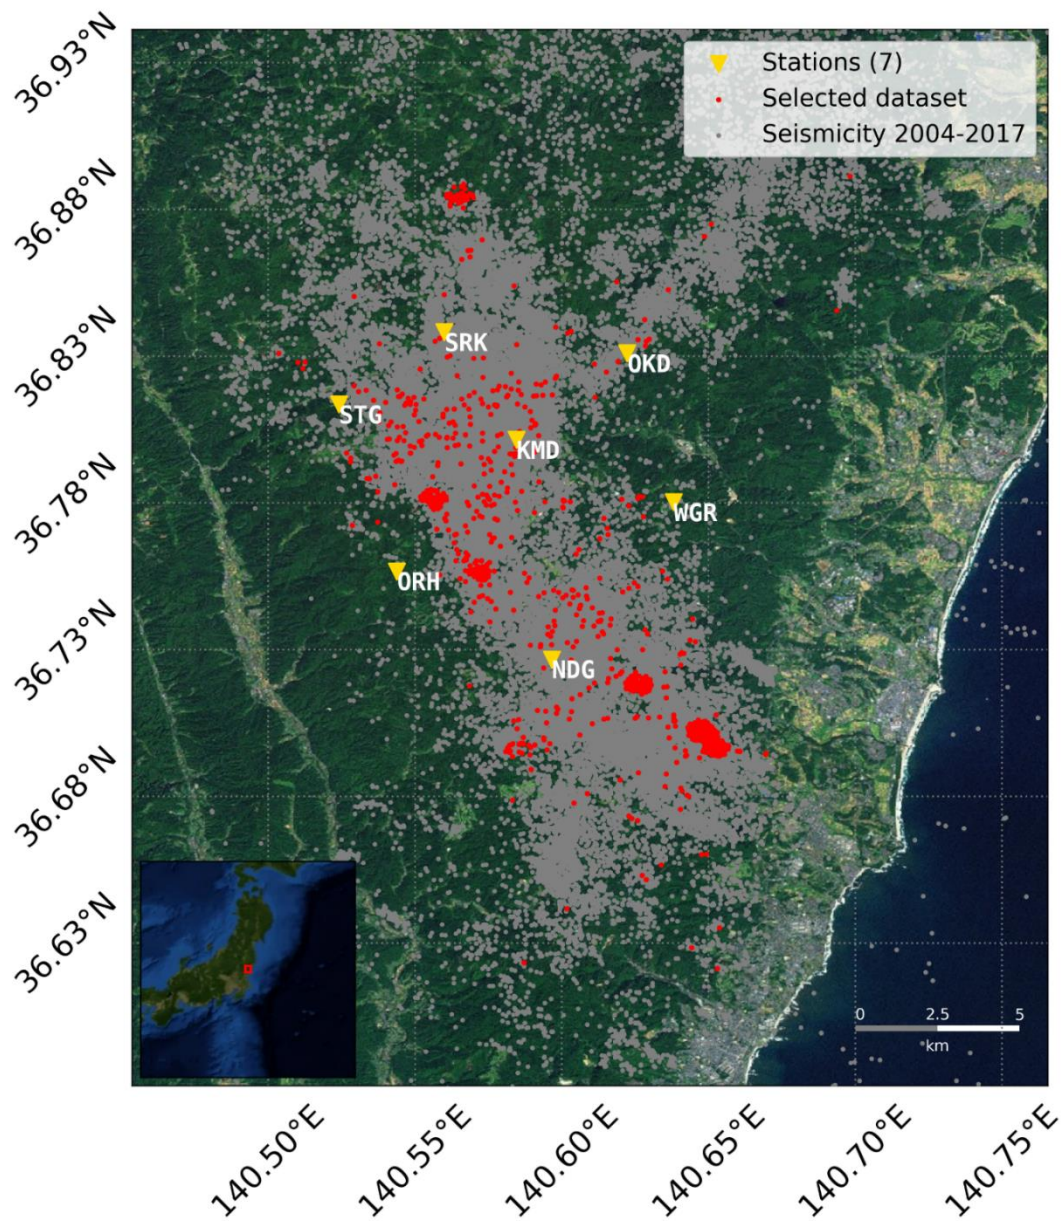 Stations (7)
Selected dataset
Seismicity 2004-2017
36.93°N
36.88°N
36.83°N
36.78°N
36.73°N
36.68°N
36.63°N
SRK
OKD
STG
KMD
WGR
ORH
NDG
0 2.5 5
km
140.50°E 140.55°E 140.60°E 140.65°E 140.70°E 140.75°E